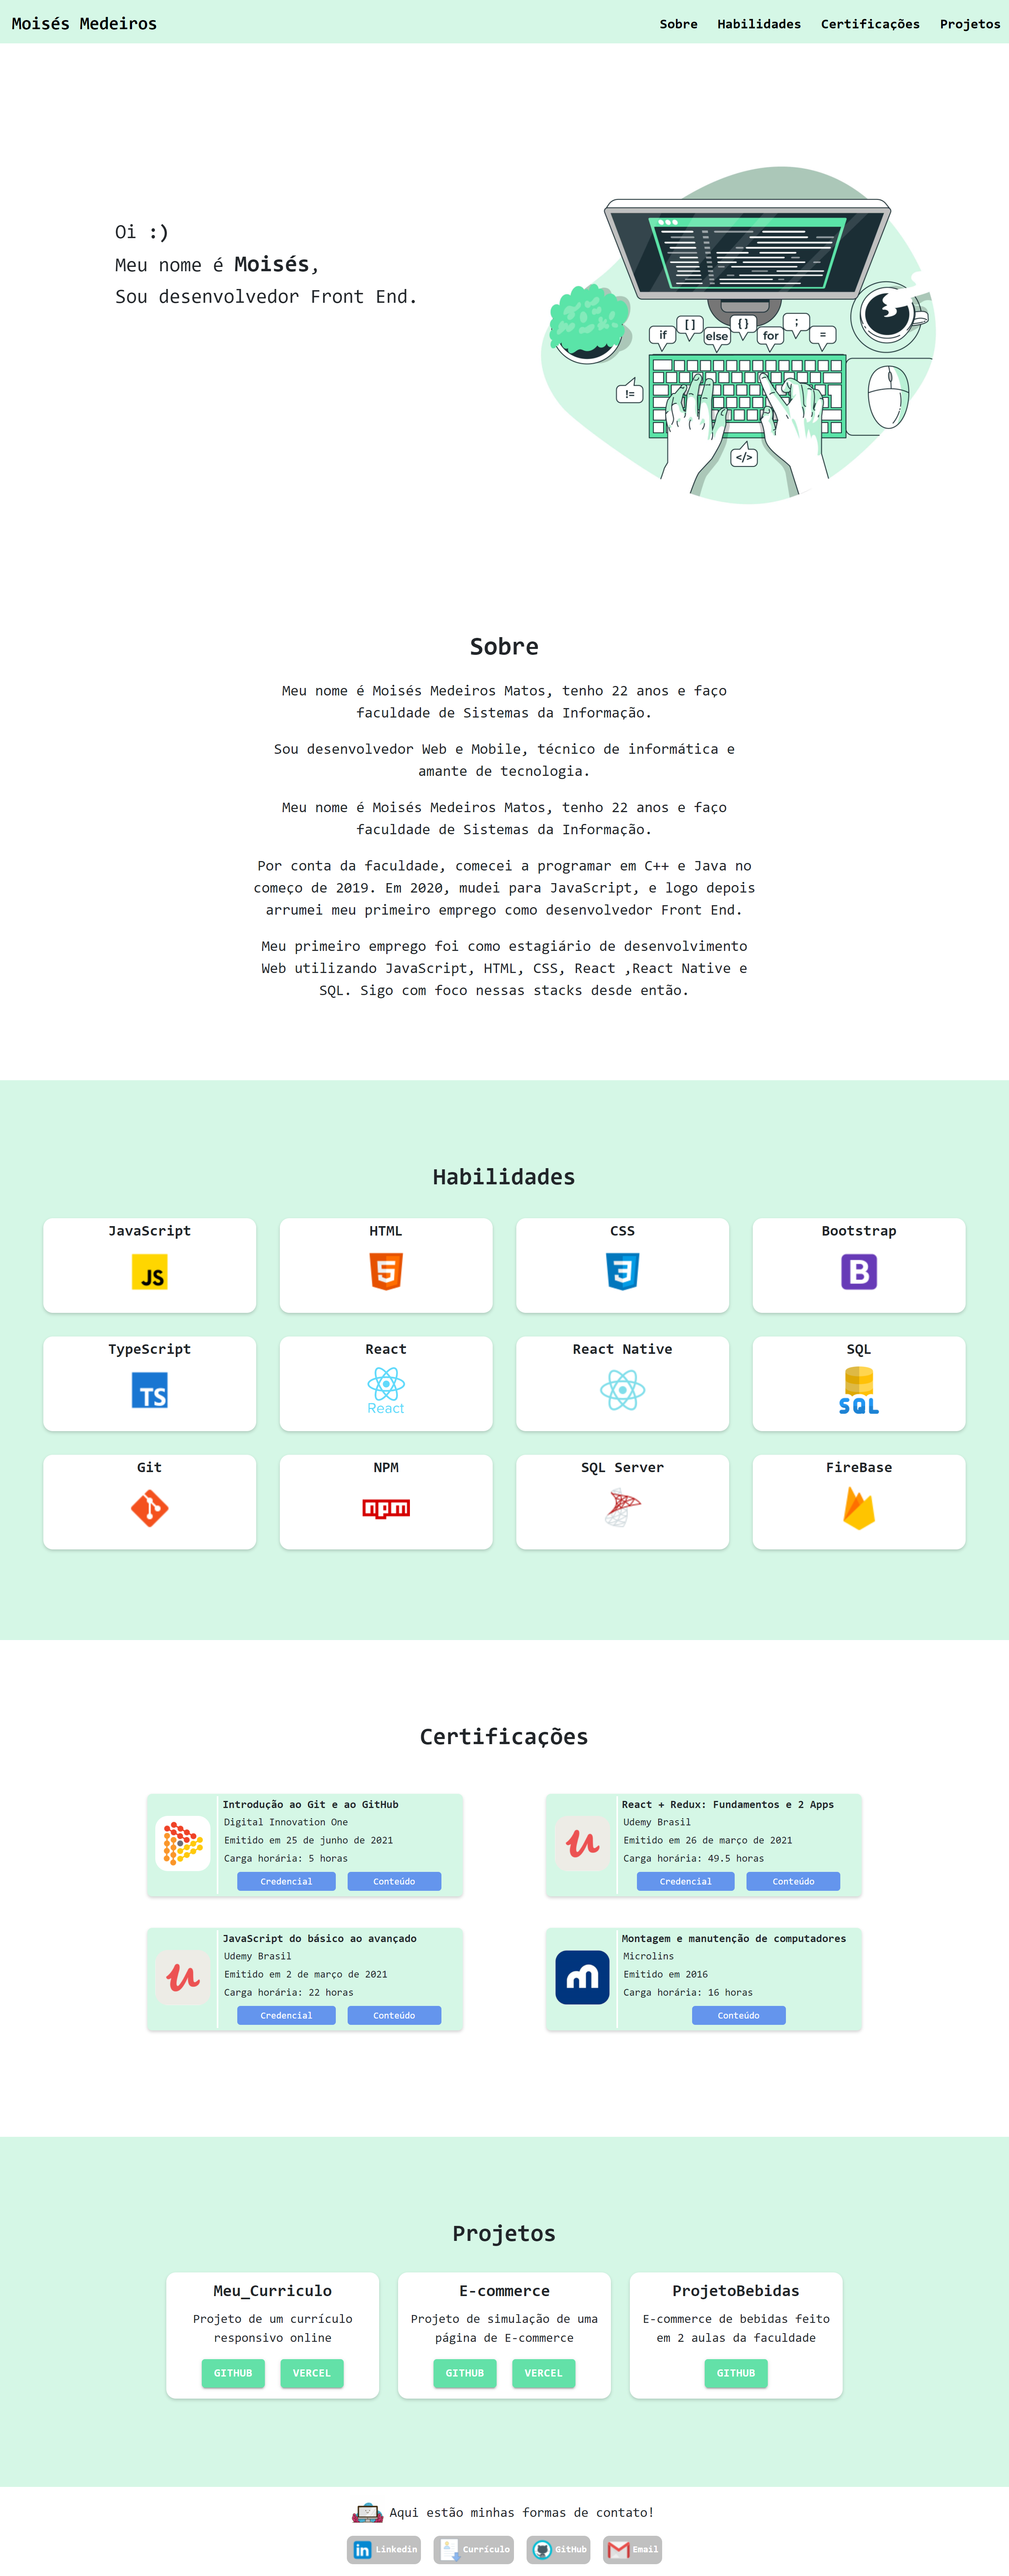 Moisés Medeiros
Sobre
Habilidades
Certificações
Projetos
Oi :)
Meu nome é Moisés,
Sou desenvolvedor Front End.
if
[ ]
else
{ }
for
;
=
!=
</>
Sobre
Meu nome é Moisés Medeiros Matos, tenho 22 anos e faço
faculdade de Sistemas da Informação.
Sou desenvolvedor Web e Mobile, técnico de informática e
amante de tecnologia.
Meu nome é Moisés Medeiros Matos, tenho 22 anos e faço
faculdade de Sistemas da Informação.
Por conta da faculdade, comecei a programar em C++ e Java no
começo de 2019. Em 2020, mudei para JavaScript, e logo depois
arrumei meu primeiro emprego como desenvolvedor Front End.
Meu primeiro emprego foi como estagiário de desenvolvimento
Web utilizando JavaScript, HTML, CSS, React ,React Native e
SQL. Sigo com foco nessas stacks desde então.
Habilidades
JavaScript
JS
HTML
5
CSS
3
Bootstrap
B
TypeScript
TS
React
React
React Native
SQL
SQL
Git
NPM
npm
SQL Server
FireBase
Certificações
Introdução ao Git e ao GitHub
Digital Innovation One
Emitido em 25 de junho de 2021
Carga horária: 5 horas
Credencial
Conteúdo
React + Redux: Fundamentos e 2 Apps
u
Udemy Brasil
Emitido em 26 de março de 2021
Carga horária: 49.5 horas
Credencial
Conteúdo
JavaScript do básico ao avançado
u
Udemy Brasil
Emitido em 2 de março de 2021
Carga horária: 22 horas
Credencial
Conteúdo
Montagem e manutenção de computadores
m
Microlins
Emitido em 2016
Carga horária: 16 horas
Conteúdo
Projetos
Meu_Curriculo
Projeto de um currículo
responsivo online
GITHUB
VERCEL
E-commerce
Projeto de simulação de uma
página de E-commerce
GITHUB
VERCEL
ProjetoBebidas
E-commerce de bebidas feito
em 2 aulas da faculdade
GITHUB
Aqui estão minhas formas de contato!
in
Linkedin
Currículo
GitHub
Email